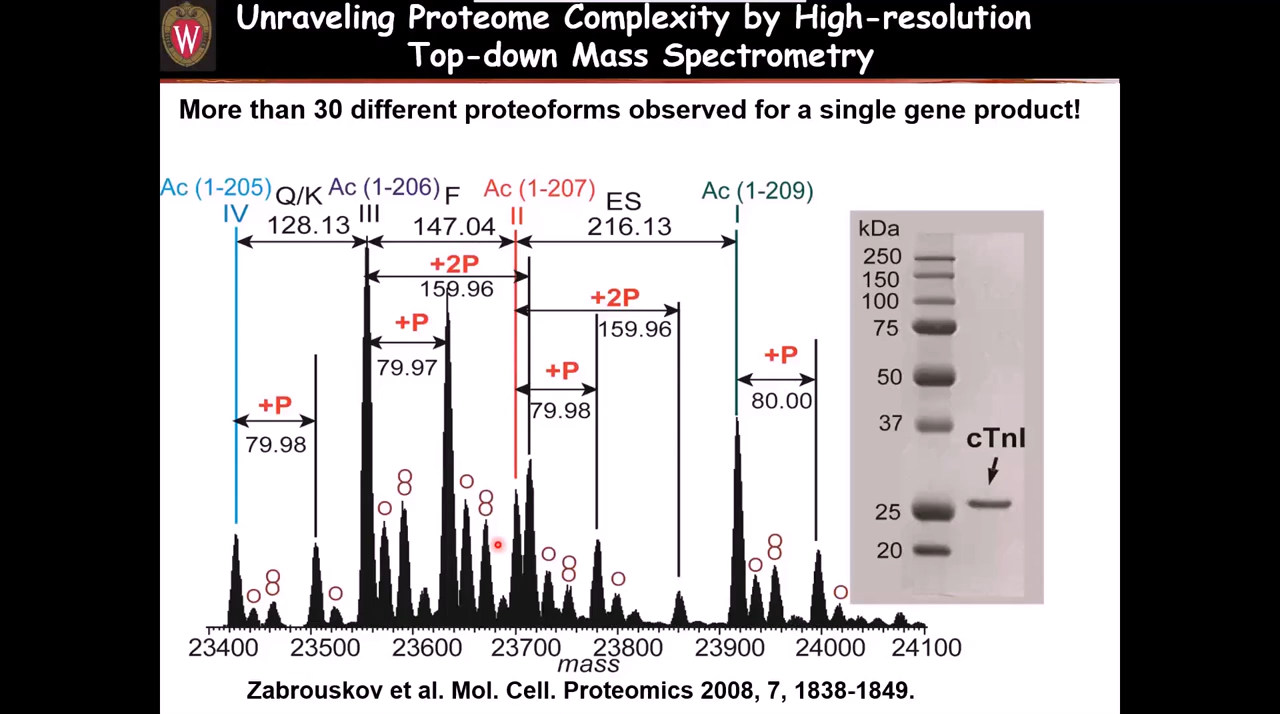 W
Unraveling Proteome Complexity by High-resolution
Top-down Mass Spectrometry
More than 30 different proteoforms observed for a single gene product!
Ac (1-205) Q/K Ac (1-206) F Ac (1-207) ES Ac (1-209)
IV III II I
128.13 147.04 216.13
+2P
159.96
+2P
159.96
+P
79.97
+P
80.00
+P
79.98
+P
79.98
kDa
250
150
100
75
50
37
25
20
cTnI
23400 23500 23600 23700 23800 23900 24000 24100
mass
Zabrouskov et al. Mol. Cell. Proteomics 2008, 7, 1838-1849.